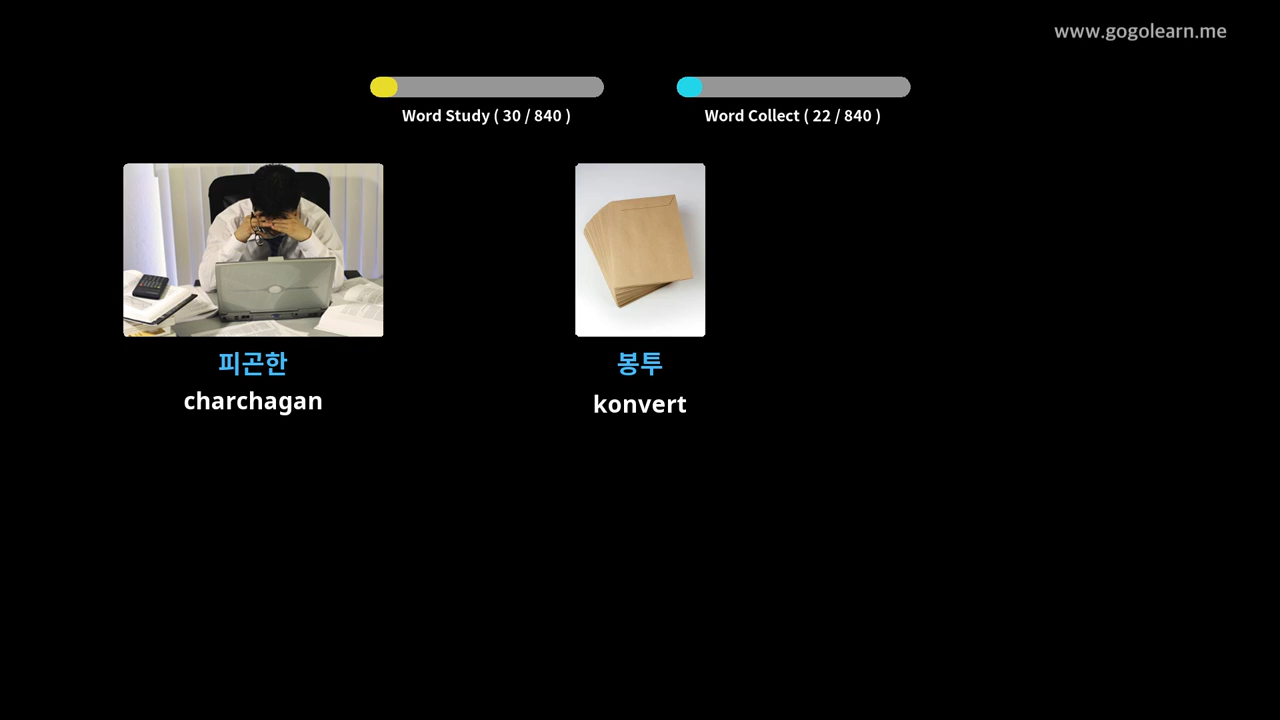 www.gogolearn.me
Word Study ( 30 / 840 )
Word Collect ( 22 / 840 )
피곤한
charchagan
봉투
konvert